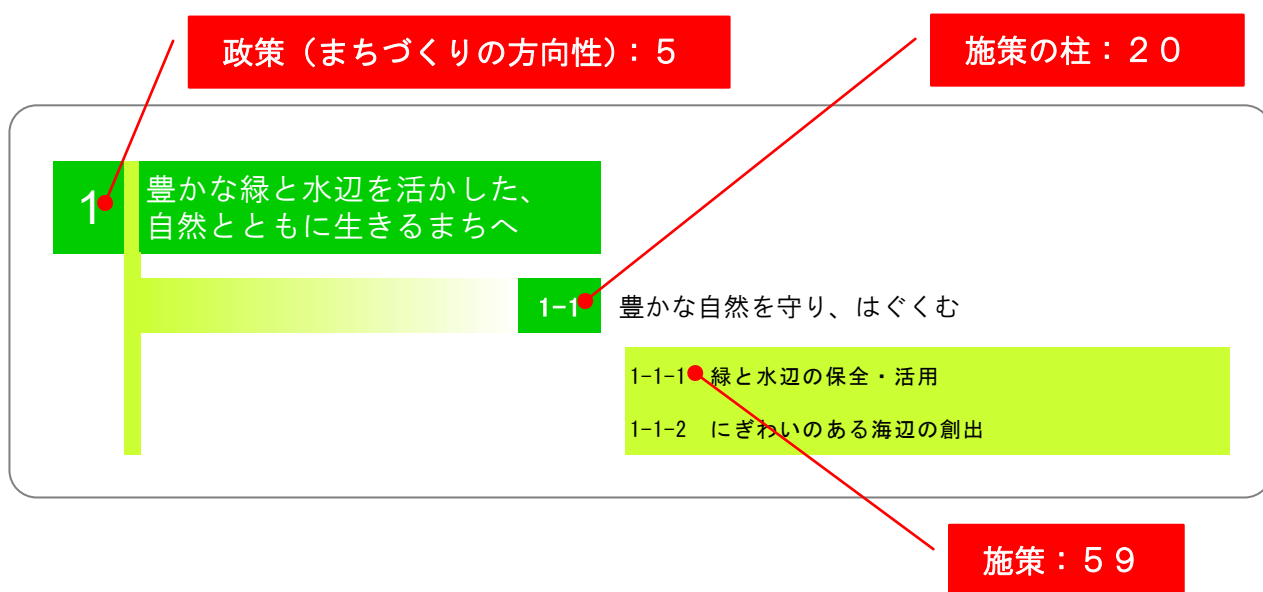 政策（まちづくりの方向性）：５
施策の柱：２０
1
豊かな緑と水辺を活かした、
自然とともに生きるまちへ
1-1
豊かな自然を守り、はぐくむ
1-1-1 緑と水辺の保全・活用
1-1-2 にぎわいのある海辺の創出
施策：５９